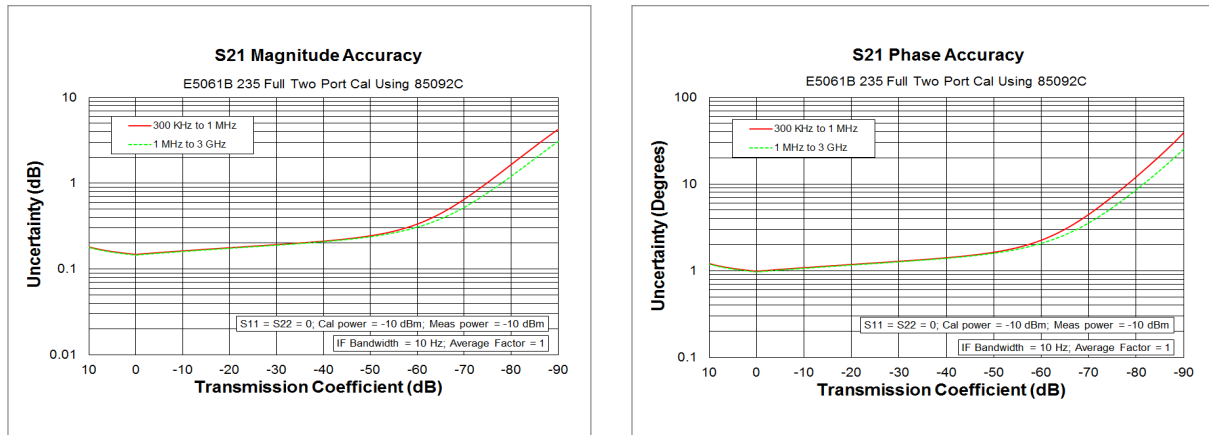 S21 Magnitude Accuracy
E5061B 235 Full Two Port Cal Using 85092C
10
1
0.1
0.01
Uncertainty (dB)
300 KHz to 1 MHz
1 MHz to 3 GHz
S11 = S22 = 0; Cal power = -10 dBm; Meas power = -10 dBm
IF Bandwidth = 10 Hz; Average Factor = 1
10 0 -10 -20 -30 -40 -50 -60 -70 -80 -90
Transmission Coefficient (dB)
S21 Phase Accuracy
E5061B 235 Full Two Port Cal Using 85092C
100
10
1
0.1
Uncertainty (Degrees)
300 KHz to 1 MHz
1 MHz to 3 GHz
S11 = S22 = 0; Cal power = -10 dBm; Meas power = -10 dBm
IF Bandwidth = 10 Hz; Average Factor = 1
10 0 -10 -20 -30 -40 -50 -60 -70 -80 -90
Transmission Coefficient (dB)